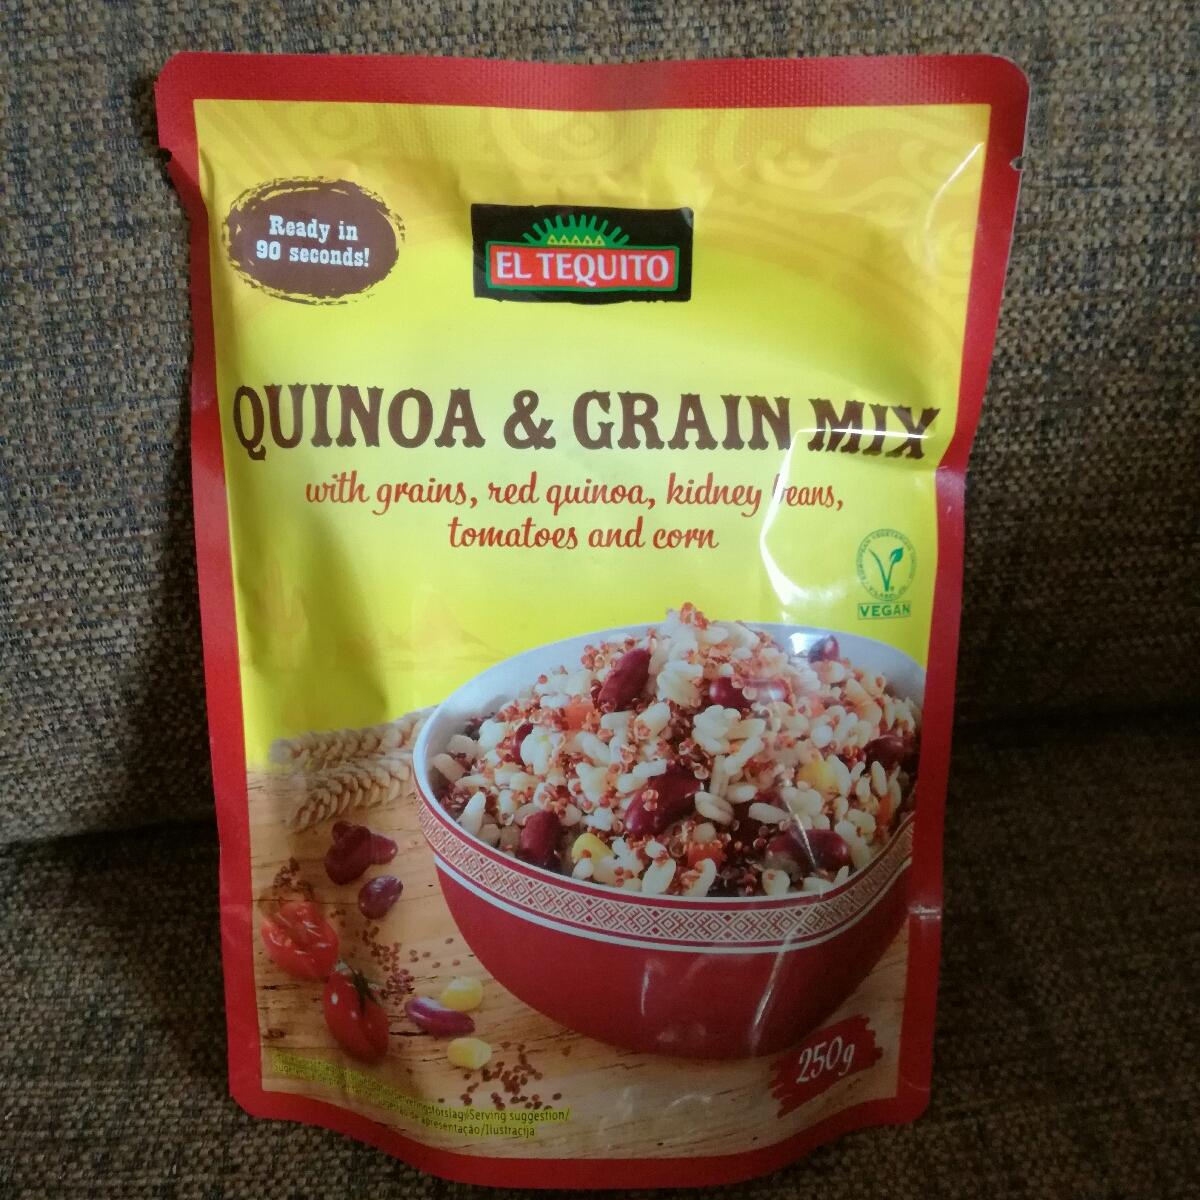 Ready in
90 seconds!
EL TEQUITO
QUINOA & GRAIN MIX
with grains, red quinoa, kidney beans,
tomatoes and corn
VEGAN
250g
Serving suggestion/
apresentação/Ilustracija